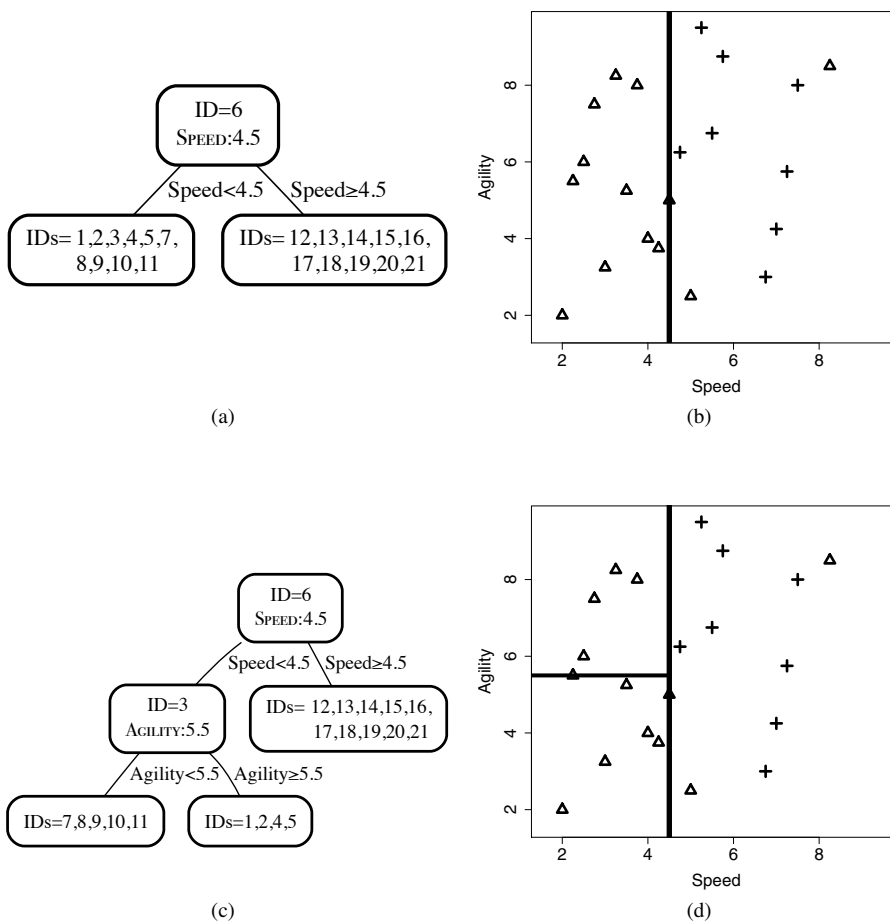 ID=6
SPEED:4.5
Speed<4.5
Speed≥4.5
IDs= 1,2,3,4,5,7,
8,9,10,11
IDs= 12,13,14,15,16,
17,18,19,20,21
(a)
8
6
4
2
Agility
2 4 6 8
Speed
(b)
ID=6
SPEED:4.5
Speed<4.5
Speed≥4.5
ID=3
AGILITY:5.5
IDs= 12,13,14,15,16,
17,18,19,20,21
Agility<5.5
Agility≥5.5
IDs=7,8,9,10,11
IDs=1,2,4,5
(c)
8
6
4
2
Agility
2 4 6 8
Speed
(d)